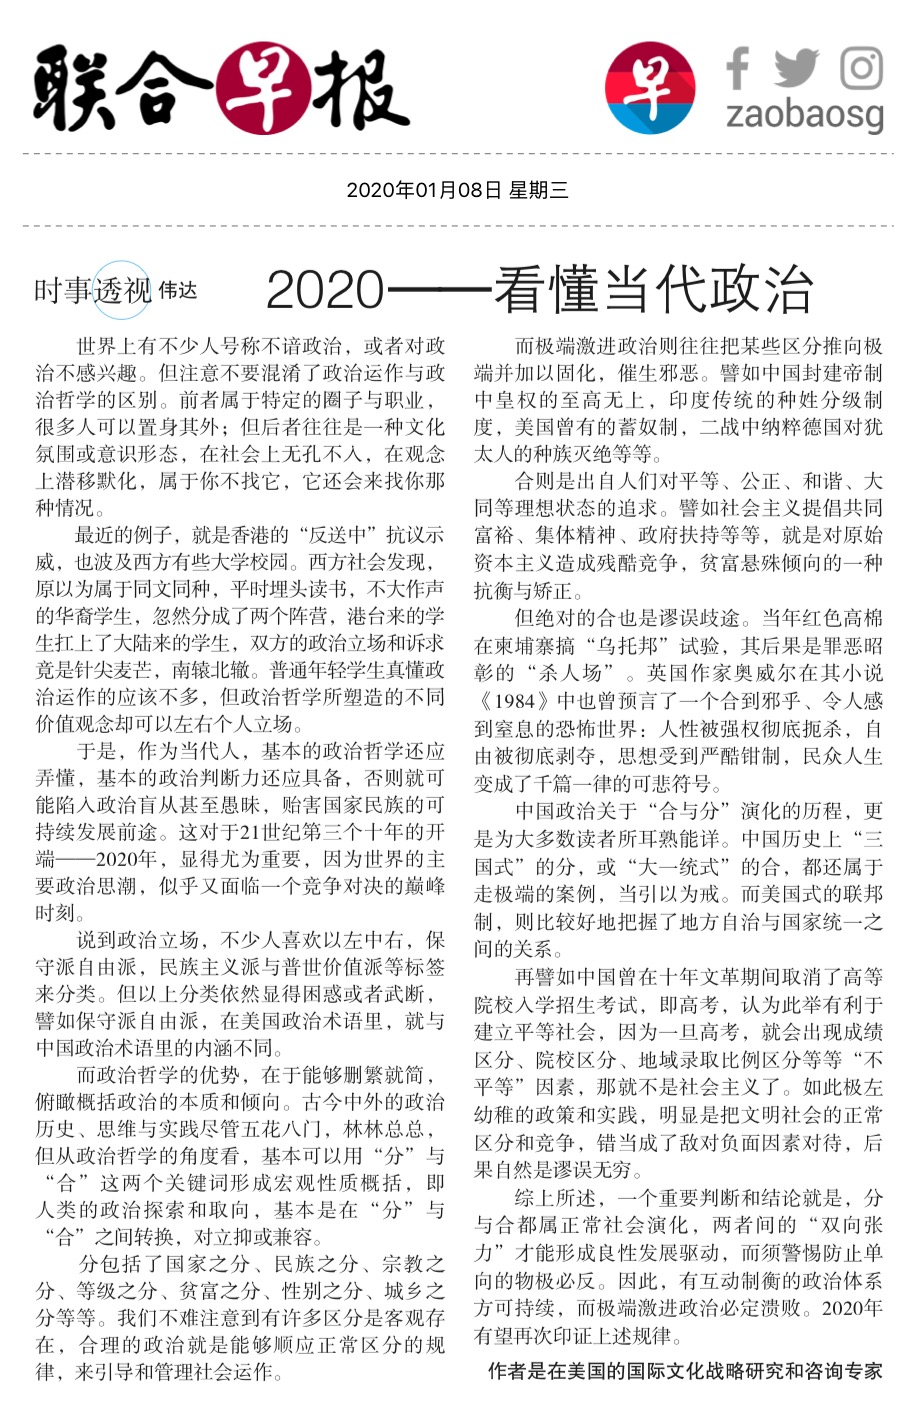 联合早报
早
zaobaosg
2020年01月08日 星期三
时事透视 伟达
2020——看懂当代政治
世界上有不少人号称不谙政治，或者对政
治不感兴趣。但注意不要混淆了政治运作与政
治哲学的区别。前者属于特定的圈子与职业，
很多人可以置身其外；但后者往往是一种文化
氛围或意识形态，在社会上无孔不入，在观念
上潜移默化，属于你不找它，它还会来找你那
种情况。
最近的例子，就是香港的“反送中”抗议示
威，也波及西方有些大学校园。西方社会发现，
原以为属于同文同种，平时埋头读书，不大作声
的华裔学生，忽然分成了两个阵营，港台来的学
生扛上了大陆来的学生，双方的政治立场和诉求
竟是针尖麦芒，南辕北辙。普通年轻学生真懂政
治运作的应该不多，但政治哲学所塑造的不同
价值观念却可以左右个人立场。
于是，作为当代人，基本的政治哲学还应
弄懂，基本的政治判断力还应具备，否则就可
能陷入政治盲从甚至愚昧，贻害国家民族的可
持续发展前途。这对于21世纪第三个十年的开
端——2020年，显得尤为重要，因为世界的主
要政治思潮，似乎又面临一个竞争对决的巅峰
时刻。
说到政治立场，不少人喜欢以左中右，保
守派自由派，民族主义派与普世价值派等标签
来分类。但以上分类依然显得困惑或者武断，
譬如保守派自由派，在美国政治术语里，就与
中国政治术语里的内涵不同。
而政治哲学的优势，在于能够删繁就简，
俯瞰概括政治的本质和倾向。古今中外的政治
历史、思维与实践尽管五花八门，林林总总，
但从政治哲学的角度看，基本可以用“分”与
“合”这两个关键词形成宏观性质概括，即
人类的政治探索和取向，基本是在“分”与
“合”之间转换，对立抑或兼容。
分包括了国家之分、民族之分、宗教之
分、等级之分、贫富之分、性别之分、城乡之
分等等。我们不难注意到有许多区分是客观存
在，合理的政治就是能够顺应正常区分的规
律，来引导和管理社会运作。
而极端激进政治则往往把某些区分推向极
端并加以固化，催生邪恶。譬如中国封建帝制
中皇权的至高无上，印度传统的种姓分级制
度，美国曾有的蓄奴制，二战中纳粹德国对犹
太人的种族灭绝等等。
合则是出自人们对平等、公正、和谐、大
同等理想状态的追求。譬如社会主义提倡共同
富裕、集体精神、政府扶持等等，就是对原始
资本主义造成残酷竞争，贫富悬殊倾向的一种
抗衡与矫正。
但绝对的合也是谬误歧途。当年红色高棉
在柬埔寨搞“乌托邦”试验，其后果是罪恶昭
彰的“杀人场”。英国作家奥威尔在其小说
《1984》中也曾预言了一个合到邪乎、令人感
到窒息的恐怖世界：人性被强权彻底扼杀，自
由被彻底剥夺，思想受到严酷钳制，民众人生
变成了千篇一律的可悲符号。
中国政治关于“合与分”演化的历程，更
是为大多数读者所耳熟能详。中国历史上“三
国式”的分，或“大一统式”的合，都还属于
走极端的案例，当引以为戒。而美国式的联邦
制，则比较好地把握了地方自治与国家统一之
间的关系。
再譬如中国曾在十年文革期间取消了高等
院校入学招生考试，即高考，认为此举有利于
建立平等社会，因为一旦高考，就会出现成绩
区分、院校区分、地域录取比例区分等等“不
平等”因素，那就不是社会主义了。如此极左
幼稚的政策和实践，明显是把文明社会的正常
区分和竞争，错当成了敌对负面因素对待，后
果自然是谬误无穷。
综上所述，一个重要判断和结论就是，分
与合都属正常社会演化，两者间的“双向张
力”才能形成良性发展驱动，而须警惕防止单
向的物极必反。因此，有互动制衡的政治体系
方可持续，而极端激进政治必定溃败。2020年
有望再次印证上述规律。
作者是在美国的国际文化战略研究和咨询专家